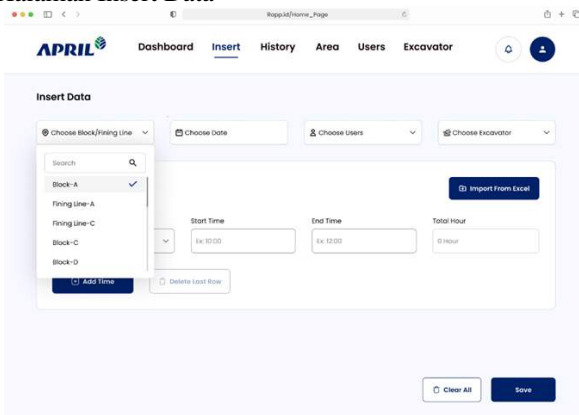 Rapp.id/Home_Page
APRIL
Dashboard Insert History Area Users Excavator
Insert Data
Choose Block/Fining Line
Choose Date
Choose Users
Choose Excavator
Search
Block-A
Fining Line-A
Fining Line-C
Block-C
Block-D
Import From Excel
Start Time
End Time
Total Hour
Ex: 10:00
Ex: 12:00
0 Hour
Add Time
Delete Last Row
Clear All
Save